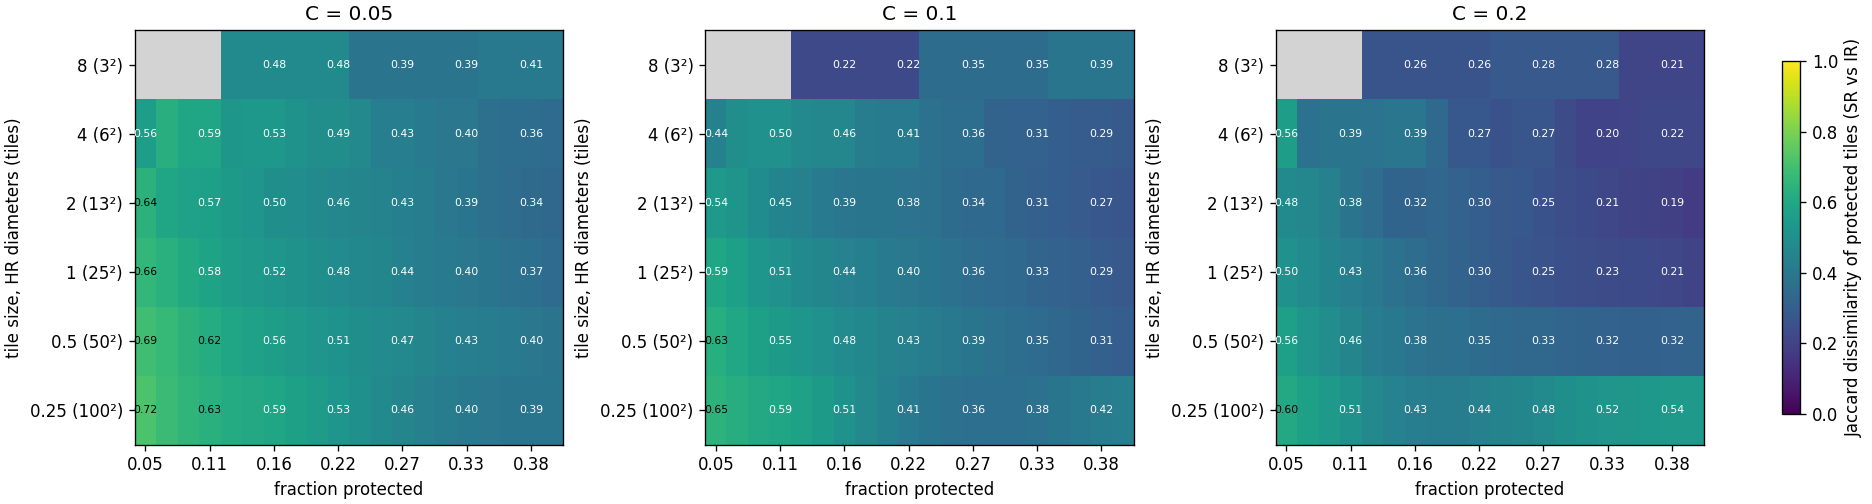 C = 0.05
8 (3²) 0.48 0.48 0.39 0.39 0.41
4 (6²) 0.56 0.59 0.53 0.49 0.43 0.40 0.36
2 (13²) 0.64 0.57 0.50 0.46 0.43 0.39 0.34
1 (25²) 0.66 0.58 0.52 0.48 0.44 0.40 0.37
0.5 (50²) 0.69 0.62 0.56 0.51 0.47 0.43 0.40
0.25 (100²) 0.72 0.63 0.59 0.53 0.46 0.40 0.39
0.05 0.11 0.16 0.22 0.27 0.33 0.38
fraction protected
tile size, HR diameters (tiles)
C = 0.1
8 (3²) 0.22 0.22 0.35 0.35 0.39
4 (6²) 0.44 0.50 0.46 0.41 0.36 0.31 0.29
2 (13²) 0.54 0.45 0.39 0.38 0.34 0.31 0.27
1 (25²) 0.59 0.51 0.44 0.40 0.36 0.33 0.29
0.5 (50²) 0.63 0.55 0.48 0.43 0.39 0.35 0.31
0.25 (100²) 0.65 0.59 0.51 0.41 0.36 0.38 0.42
0.05 0.11 0.16 0.22 0.27 0.33 0.38
fraction protected
tile size, HR diameters (tiles)
C = 0.2
8 (3²) 0.26 0.26 0.28 0.28 0.21
4 (6²) 0.56 0.39 0.39 0.27 0.27 0.20 0.22
2 (13²) 0.48 0.38 0.32 0.30 0.25 0.21 0.19
1 (25²) 0.50 0.43 0.36 0.30 0.25 0.23 0.21
0.5 (50²) 0.56 0.46 0.38 0.35 0.33 0.32 0.32
0.25 (100²) 0.60 0.51 0.43 0.44 0.48 0.52 0.54
0.05 0.11 0.16 0.22 0.27 0.33 0.38
fraction protected
tile size, HR diameters (tiles)
1.0
0.8
0.6
0.4
0.2
0.0
Jaccard dissimilarity of protected tiles (SR vs IR)